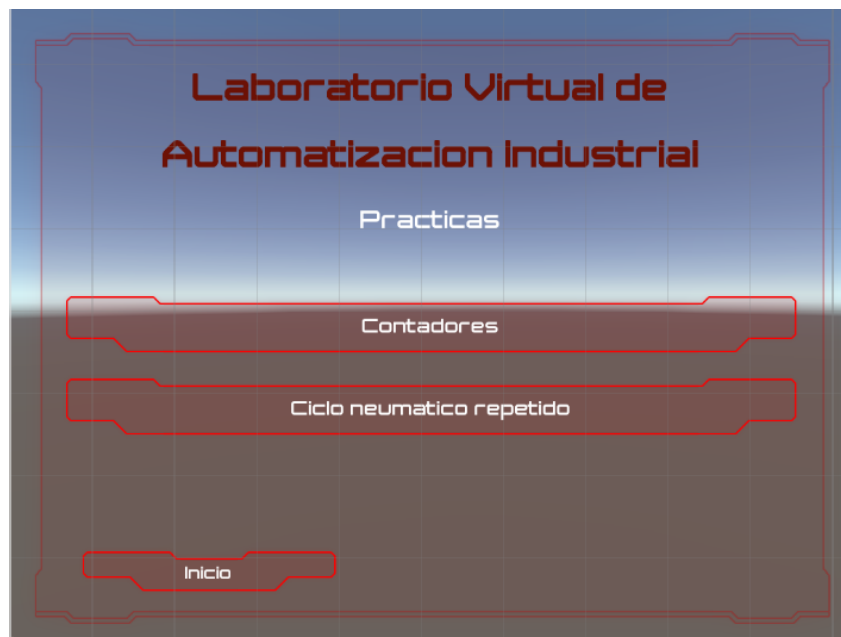 Laboratorio Virtual de
Automatizacion Industrial
Practicas
Contadores
Ciclo neumatico repetido
Inicio